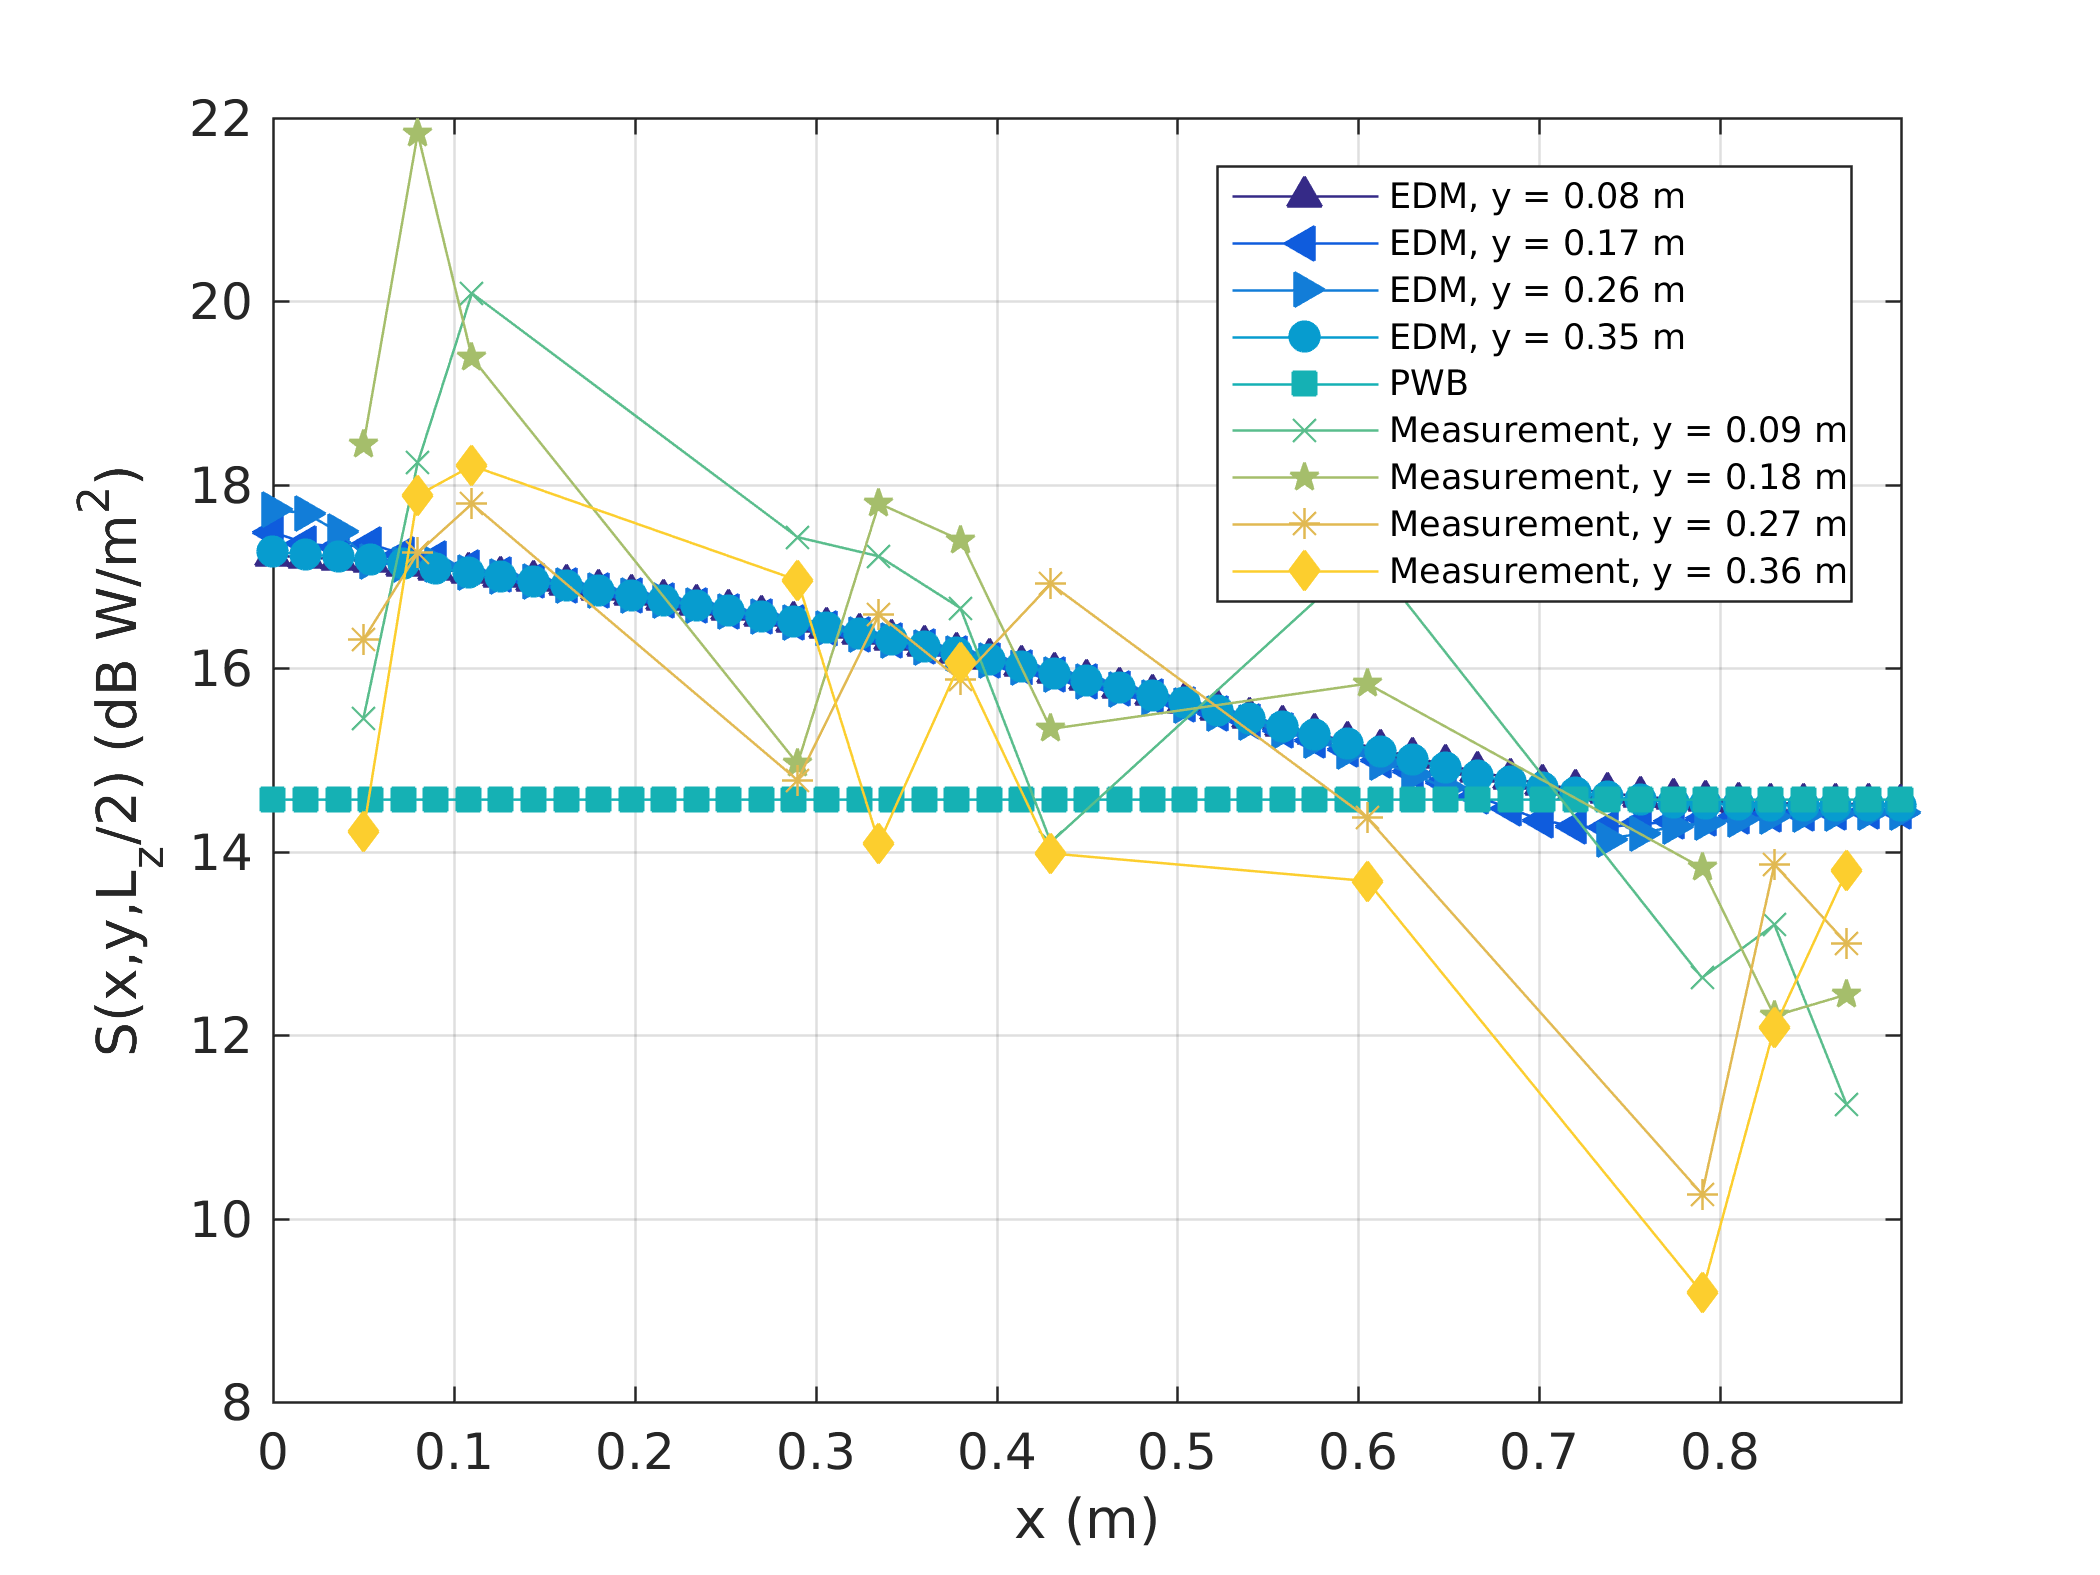 22
20
18
16
14
12
10
8
0 0.1 0.2 0.3 0.4 0.5 0.6 0.7 0.8
x (m)
S(x,y,Lz/2) (dB W/m2)
EDM, y = 0.08 m
EDM, y = 0.17 m
EDM, y = 0.26 m
EDM, y = 0.35 m
PWB
Measurement, y = 0.09 m
Measurement, y = 0.18 m
Measurement, y = 0.27 m
Measurement, y = 0.36 m